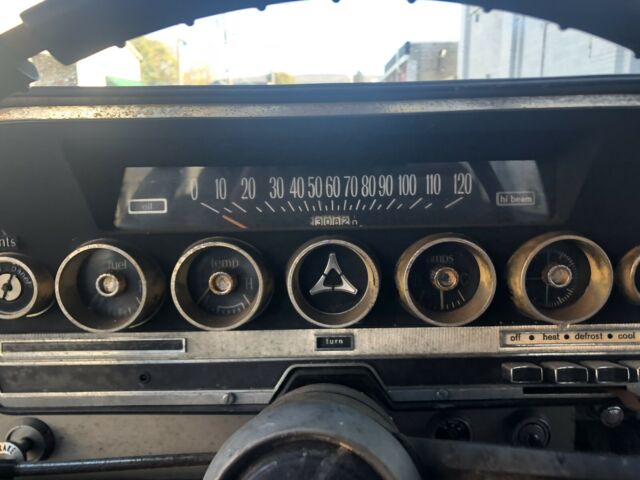 0 10 20 30 40 50 60 70 80 90 100 110 120
oil
hi beam
fuel
temp
H
turn
off • heat • defrost • cool